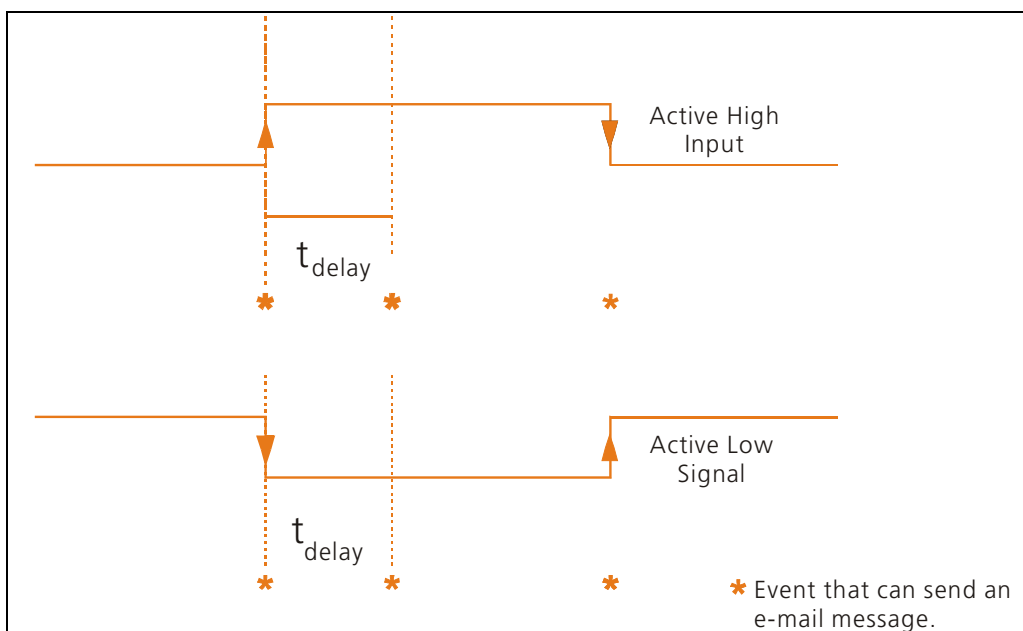 Active High
Input
t delay
* * *
Active Low
Signal
t delay
* * *
* Event that can send an
e-mail message.